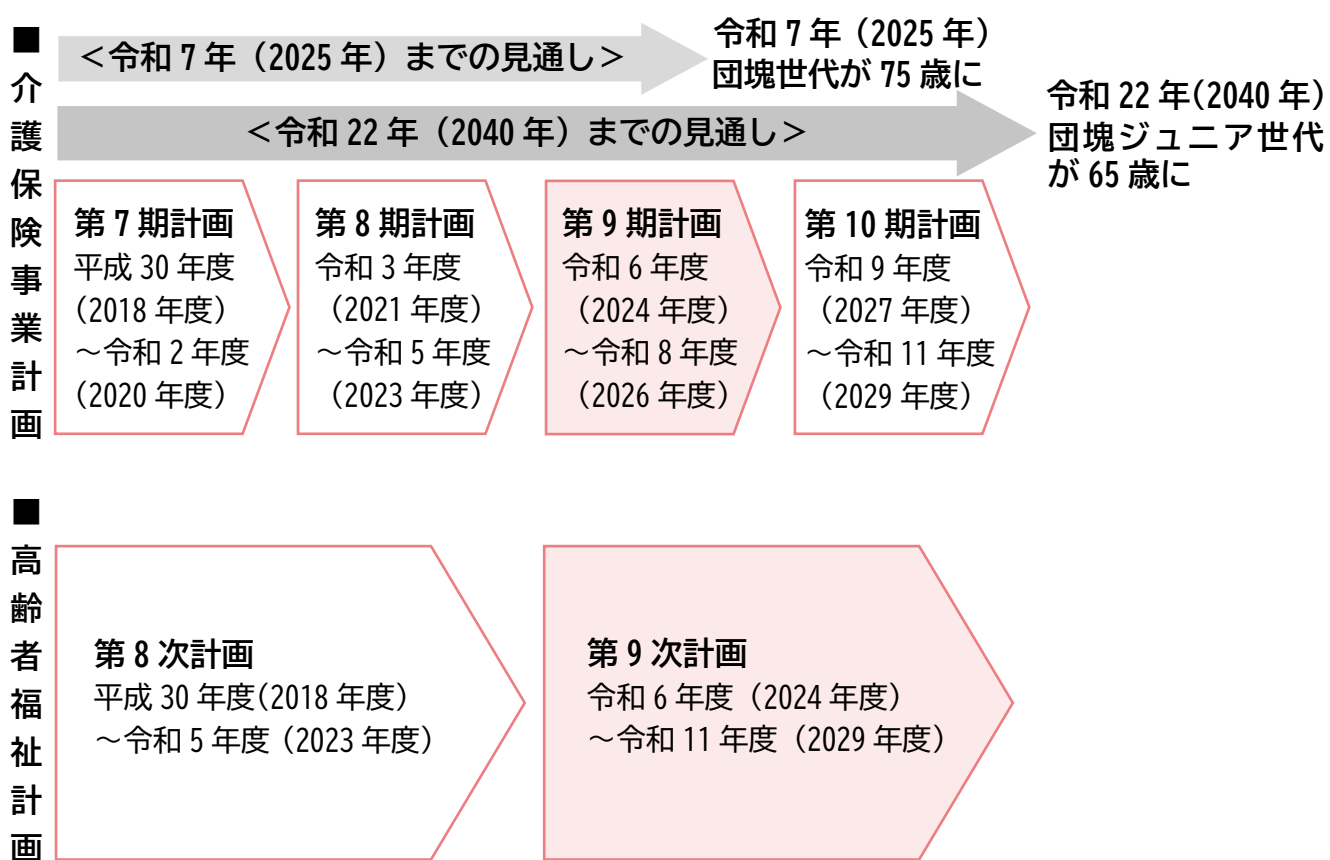 ■介護保険事業計画
＜令和 7 年（2025 年）までの見通し＞
令和 7 年（2025 年）
団塊世代が 75 歳に
＜令和 22 年（2040 年）までの見通し＞
令和 22 年(2040 年)
団塊ジュニア世代
が 65 歳に
第 7 期計画
平成 30 年度
（2018 年度）
～令和 2 年度
（2020 年度）
第 8 期計画
令和 3 年度
（2021 年度）
～令和 5 年度
（2023 年度）
第 9 期計画
令和 6 年度
（2024 年度）
～令和 8 年度
（2026 年度）
第 10 期計画
令和 9 年度
（2027 年度）
～令和 11 年度
（2029 年度）
■高齢者福祉計画
第 8 次計画
平成 30 年度(2018 年度)
～令和 5 年度（2023 年度）
第 9 次計画
令和 6 年度（2024 年度）
～令和 11 年度（2029 年度）